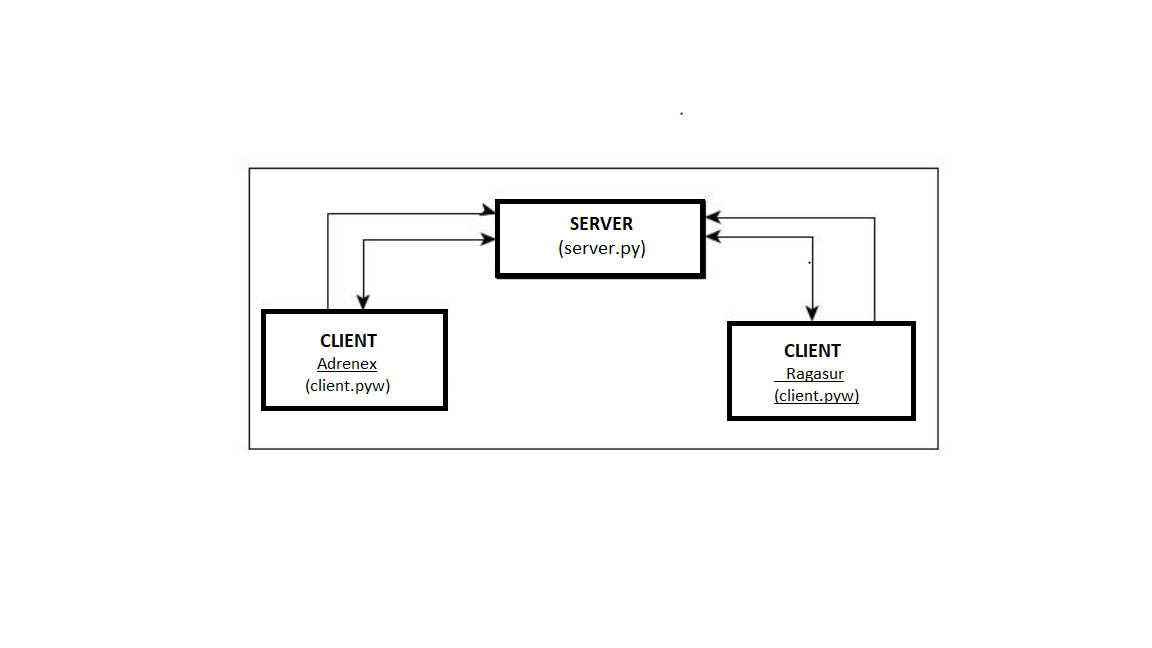 SERVER
(server.py)
CLIENT
Adrenex
(client.pyw)
CLIENT
Ragasur
(client.pyw)